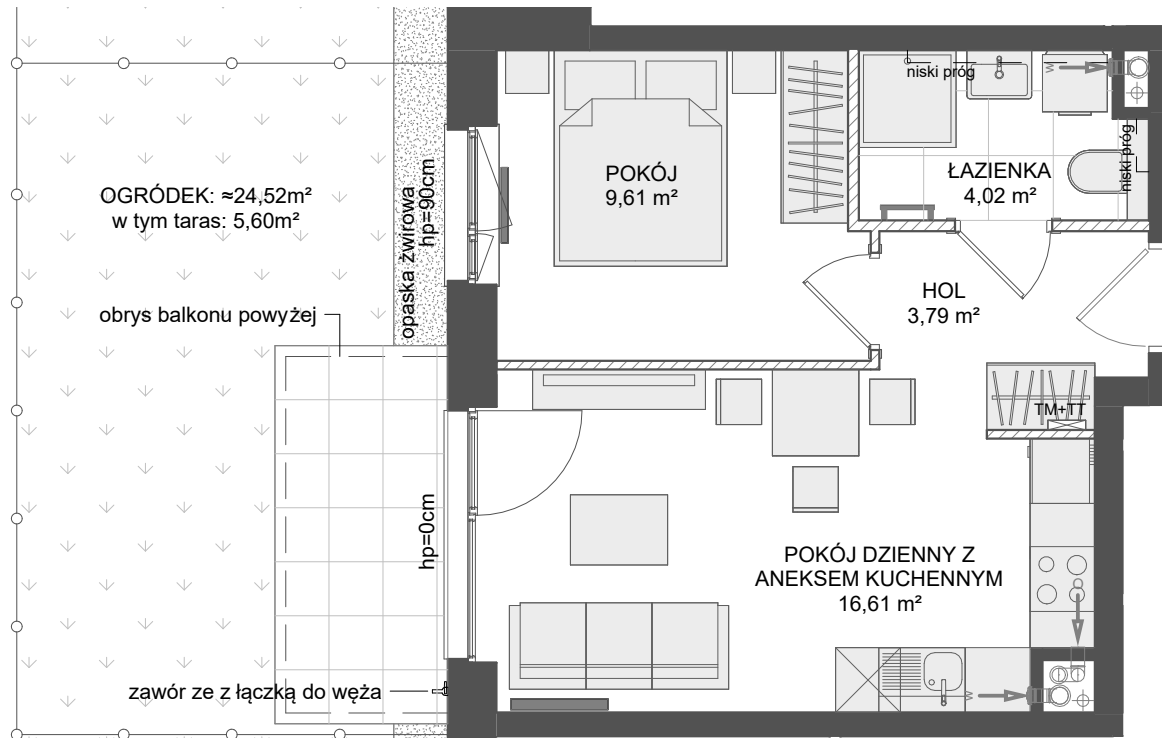 niski próg
OGRÓDEK: ≈24,52m²
w tym taras: 5,60m²
opaska żwirowa
hp=90cm
POKÓJ
9,61 m²
ŁAZIENKA
4,02 m²
niski próg
W
HOL
3,79 m²
obrys balkonu powyżej
TM+TT
hp=0cm
POKÓJ DZIENNY Z
ANEKSEM KUCHENNYM
16,61 m²
O
zawór ze z łączką do węża
W